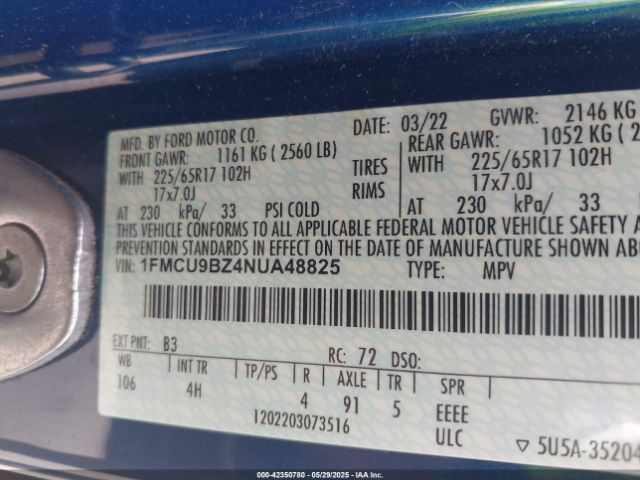 MFD. BY FORD MOTOR CO. DATE: 03/22 GVWR: 2146 KG
FRONT GAWR: 1161 KG ( 2560 LB) REAR GAWR: 1052 KG ( 2
WITH 225/65R17 102H TIRES WITH 225/65R17 102H
17x7.0J RIMS 17x7.0J
AT 230 kPa/ 33 PSI COLD AT 230 kPa/ 33
THIS VEHICLE CONFORMS TO ALL APPLICABLE FEDERAL MOTOR VEHICLE SAFETY A
PREVENTION STANDARDS IN EFFECT ON THE DATE OF MANUFACTURE SHOWN ABO
VIN: 1FMCU9BZ4NUA48825 TYPE: MPV
EXT PNT: B3 RC: 72 DSO:
WB INT TR TP/PS R AXLE TR SPR
106 4H 4 91 5 EEEE
1202203073516 ULC
▽ 5U5A-35204
IAA - 42350780 - 05/29/2025 - IAAI.COM